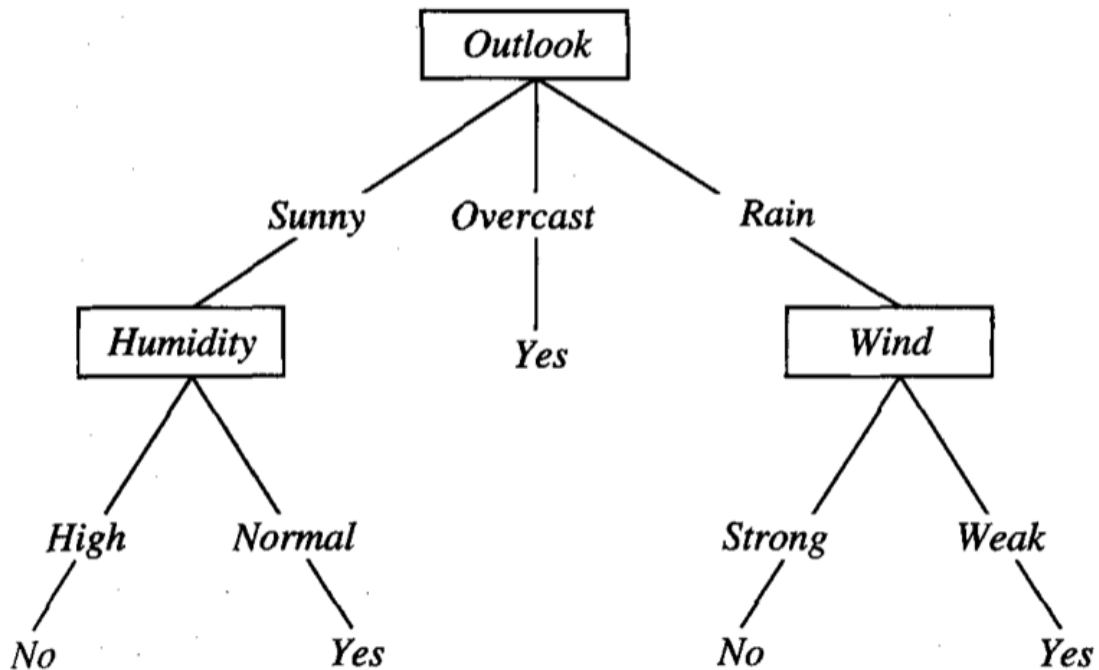 Outlook
Sunny Overcast Rain
Humidity Yes Wind
High Normal Strong Weak
No Yes No Yes